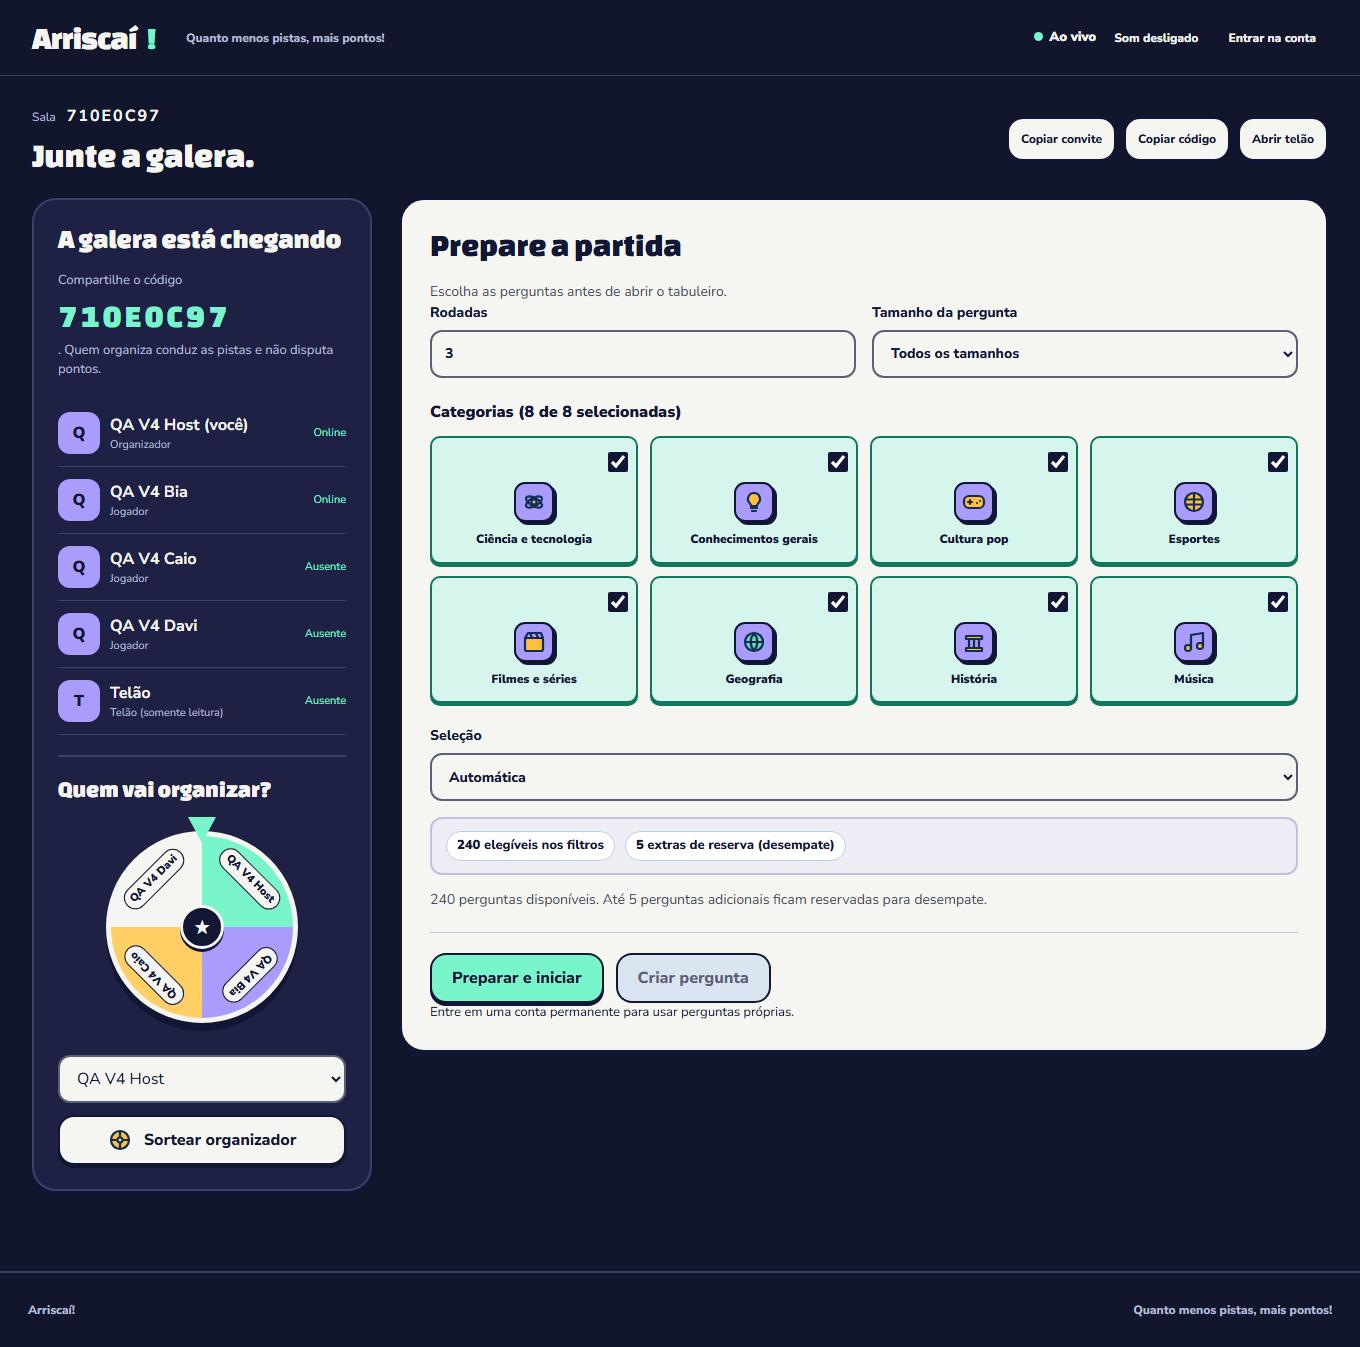 Arriscaí !
Quanto menos pistas, mais pontos!
Ao vivo
Som desligado
Entrar na conta
Sala 710E0C97
Junte a galera.
Copiar convite
Copiar código
Abrir telão
A galera está chegando
Compartilhe o código
710E0C97
. Quem organiza conduz as pistas e não disputa
pontos.
Q
QA V4 Host (você)
Organizador
Online
Q
QA V4 Bia
Jogador
Online
Q
QA V4 Caio
Jogador
Ausente
Q
QA V4 Davi
Jogador
Ausente
T
Telão
Telão (somente leitura)
Ausente
Quem vai organizar?
QA V4 Davi
QA V4 Host
QA V4 Caio
QA V4 Bia
QA V4 Host
Sortear organizador
Prepare a partida
Escolha as perguntas antes de abrir o tabuleiro.
Rodadas
3
Tamanho da pergunta
Todos os tamanhos
Categorias (8 de 8 selecionadas)
Ciência e tecnologia
Conhecimentos gerais
Cultura pop
Esportes
Filmes e séries
Geografia
História
Música
Seleção
Automática
240 elegíveis nos filtros
5 extras de reserva (desempate)
240 perguntas disponíveis. Até 5 perguntas adicionais ficam reservadas para desempate.
Preparar e iniciar
Criar pergunta
Entre em uma conta permanente para usar perguntas próprias.
Arriscaí!
Quanto menos pistas, mais pontos!